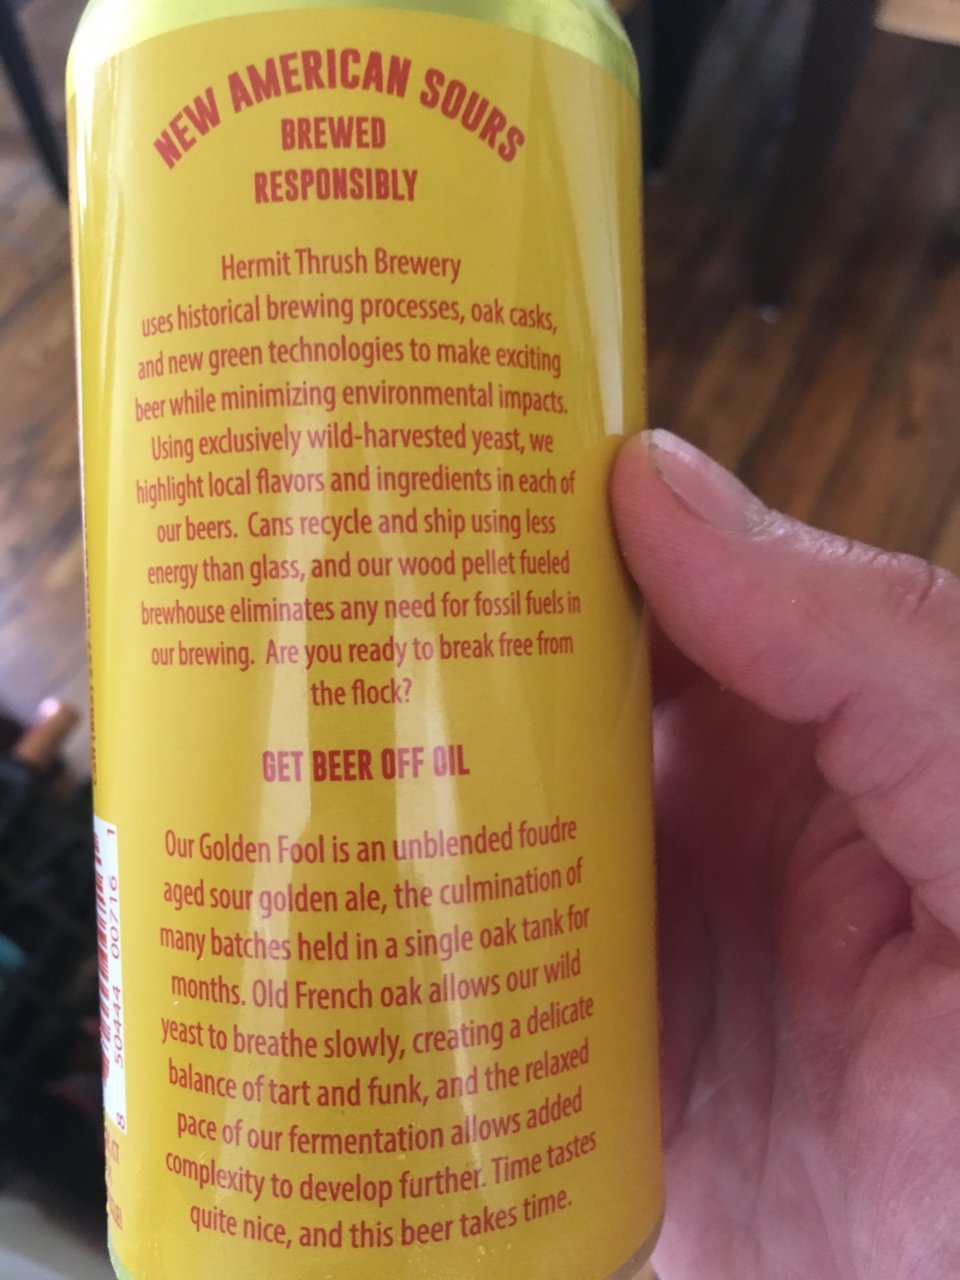 NEW AMERICAN SOURS
BREWED
RESPONSIBLY
Hermit Thrush Brewery
uses historical brewing processes, oak casks,
and new green technologies to make exciting
beer while minimizing environmental impacts.
Using exclusively wild-harvested yeast, we
highlight local flavors and ingredients in each of
our beers. Cans recycle and ship using less
energy than glass, and our wood pellet fueled
brewhouse eliminates any need for fossil fuels in
our brewing. Are you ready to break free from
the flock?
GET BEER OFF OIL
Our Golden Fool is an unblended foudre
aged sour golden ale, the culmination of
many batches held in a single oak tank for
months. Old French oak allows our wild
yeast to breathe slowly, creating a delicate
balance of tart and funk, and the relaxed
pace of our fermentation allows added
complexity to develop further. Time tastes
quite nice, and this beer takes time.
8 50444 00716 1
CT